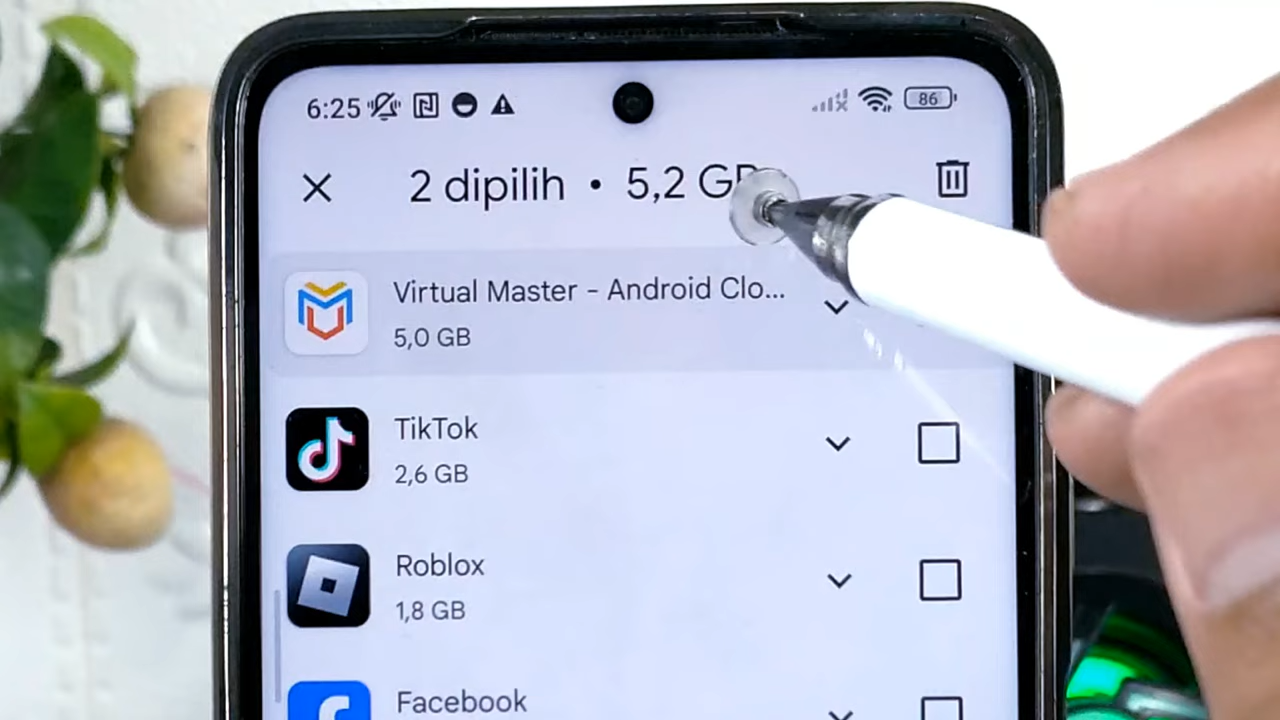 6:25 86
2 dipilih • 5,2 GB
Virtual Master - Android Clo...
5,0 GB
TikTok
2,6 GB
Roblox
1,8 GB
Facebook